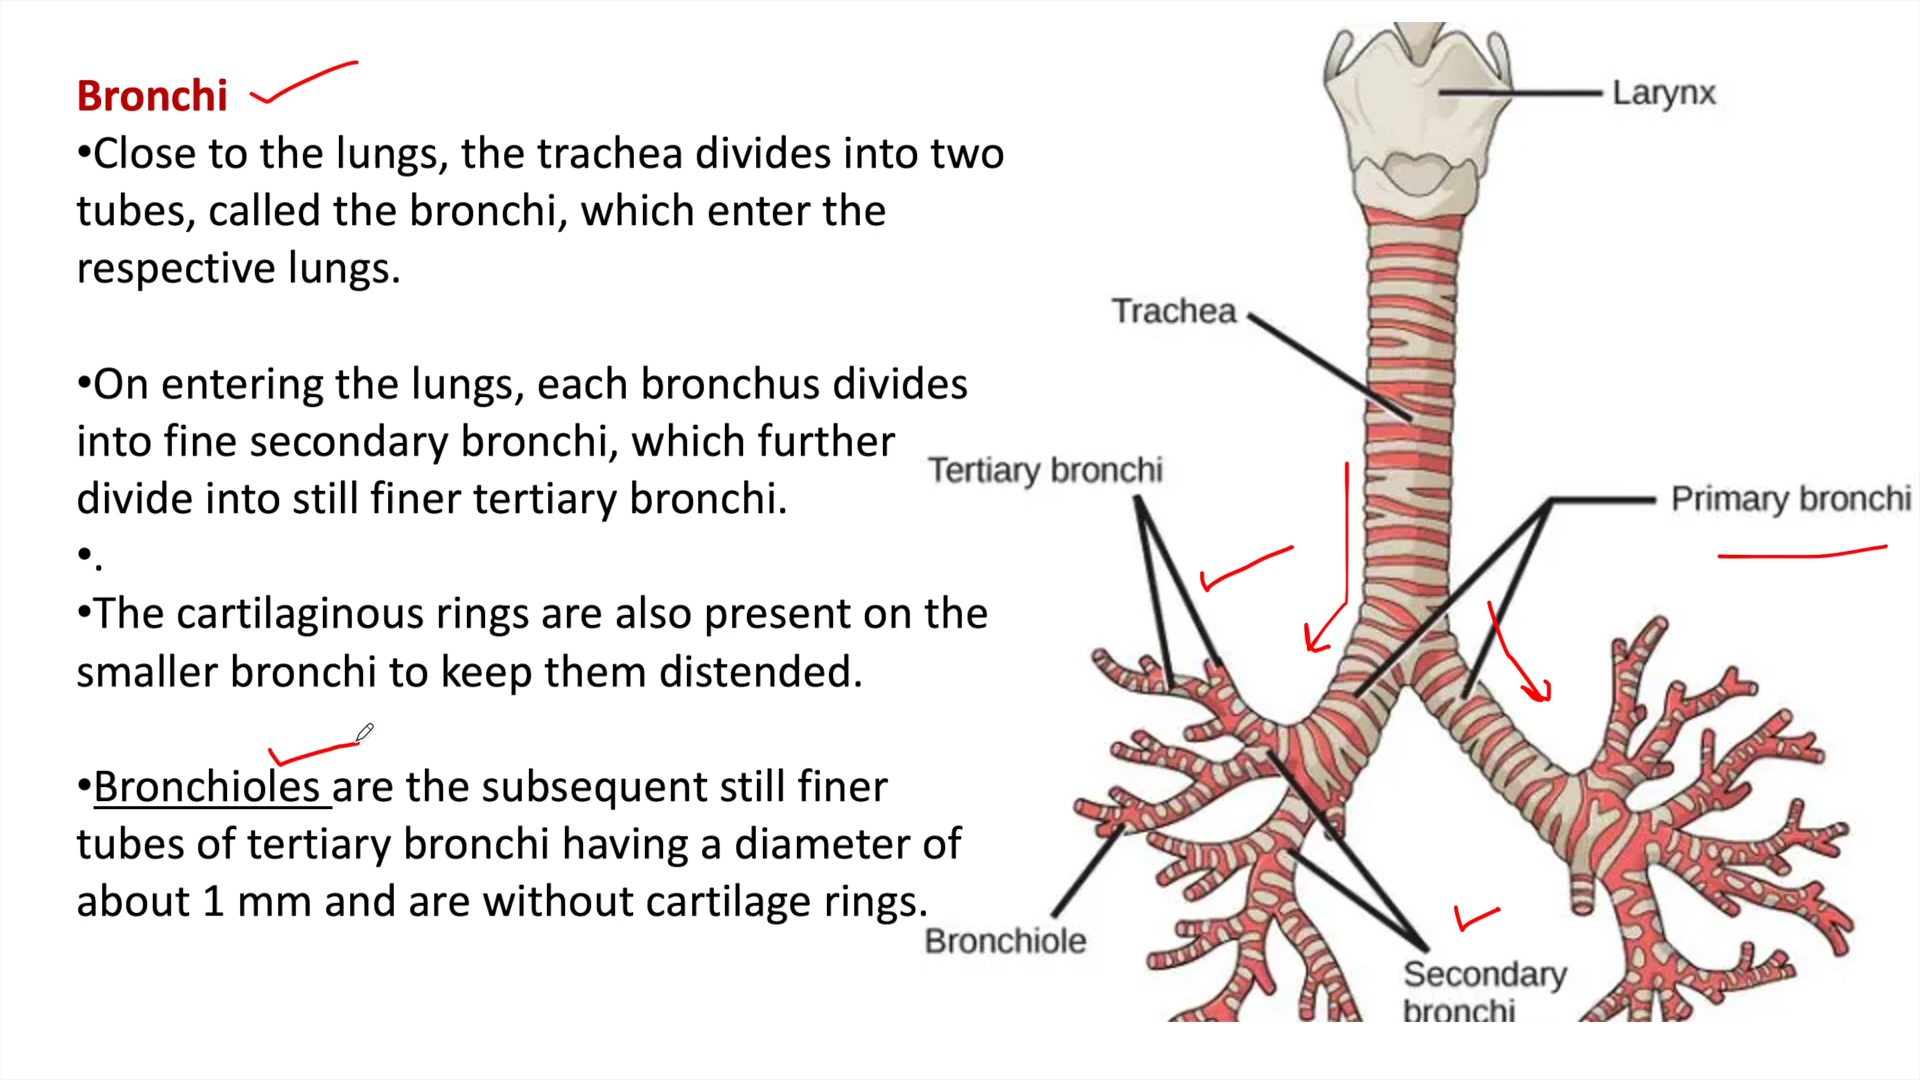 Bronchi
•Close to the lungs, the trachea divides into two
tubes, called the bronchi, which enter the
respective lungs.
•On entering the lungs, each bronchus divides
into fine secondary bronchi, which further
divide into still finer tertiary bronchi.
•.
•The cartilaginous rings are also present on the
smaller bronchi to keep them distended.
•Bronchioles are the subsequent still finer
tubes of tertiary bronchi having a diameter of
about 1 mm and are without cartilage rings.
Larynx
Trachea
Tertiary bronchi
Primary bronchi
Bronchiole
Secondary
bronchi